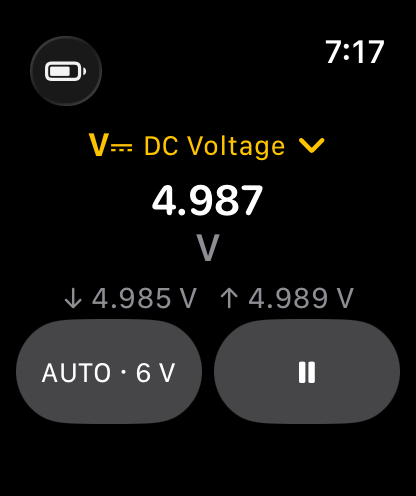 7:17
V⎓ DC Voltage
4.987
V
↓ 4.985 V ↑ 4.989 V
AUTO · 6 V